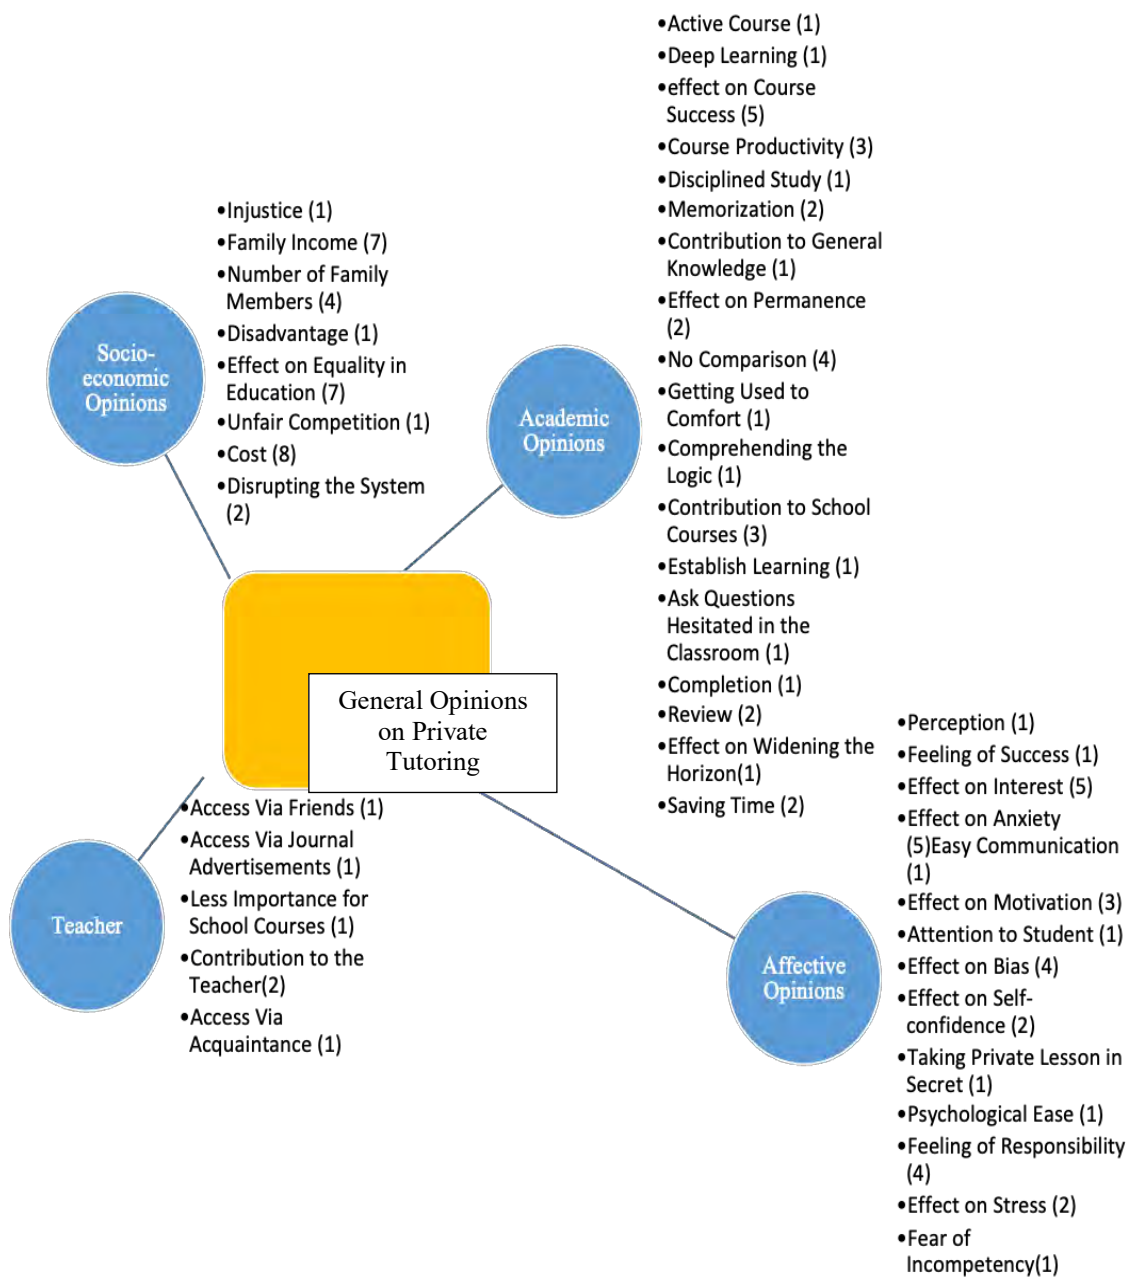 •Active Course (1)
•Deep Learning (1)
•effect on Course
Success (5)
•Course Productivity (3)
•Disciplined Study (1)
•Memorization (2)
•Contribution to General
Knowledge (1)
•Effect on Permanence
(2)
•No Comparison (4)
•Getting Used to
Comfort (1)
•Comprehending the
Logic (1)
•Contribution to School
Courses (3)
•Establish Learning (1)
•Ask Questions
Hesitated in the
Classroom (1)
•Completion (1)
•Review (2)
•Effect on Widening the
Horizon(1)
•Saving Time (2)
•Injustice (1)
•Family Income (7)
•Number of Family
Members (4)
•Disadvantage (1)
•Effect on Equality in
Education (7)
•Unfair Competition (1)
•Cost (8)
•Disrupting the System
(2)
Socio-
economic
Opinions
Academic
Opinions
General Opinions
on Private
Tutoring
•Access Via Friends (1)
•Access Via Journal
Advertisements (1)
•Less Importance for
School Courses (1)
•Contribution to the
Teacher(2)
•Access Via
Acquaintance (1)
Teacher
Affective
Opinions
•Perception (1)
•Feeling of Success (1)
•Effect on Interest (5)
•Effect on Anxiety
(5)Easy Communication
(1)
•Effect on Motivation (3)
•Attention to Student (1)
•Effect on Bias (4)
•Effect on Self-
confidence (2)
•Taking Private Lesson in
Secret (1)
•Psychological Ease (1)
•Feeling of Responsibility
(4)
•Effect on Stress (2)
•Fear of
Incompetency(1)